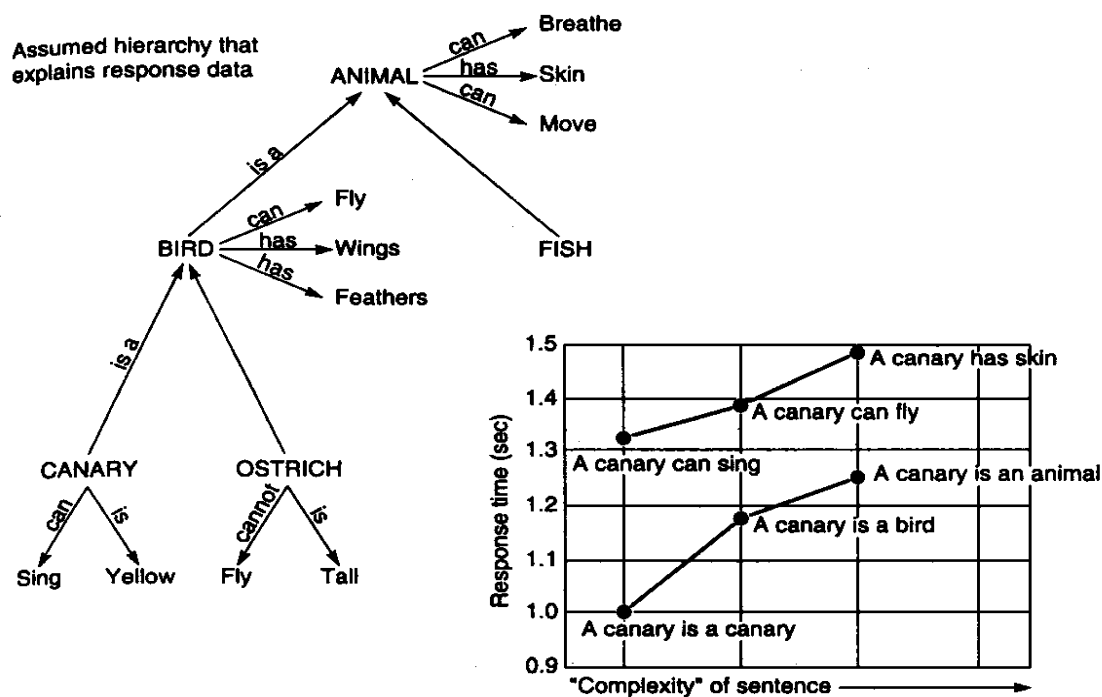 Assumed hierarchy that
explains response data
ANIMAL
can
Breathe
has
Skin
can
Move
is a
BIRD
can
Fly
has
Wings
has
Feathers
FISH
is a
CANARY
can
Sing
is
Yellow
OSTRICH
cannot
Fly
is
Tall
Response time (sec)
1.5
1.4
1.3
1.2
1.1
1.0
0.9
A canary has skin
A canary can fly
A canary can sing
A canary is an animal
A canary is a bird
A canary is a canary
"Complexity" of sentence